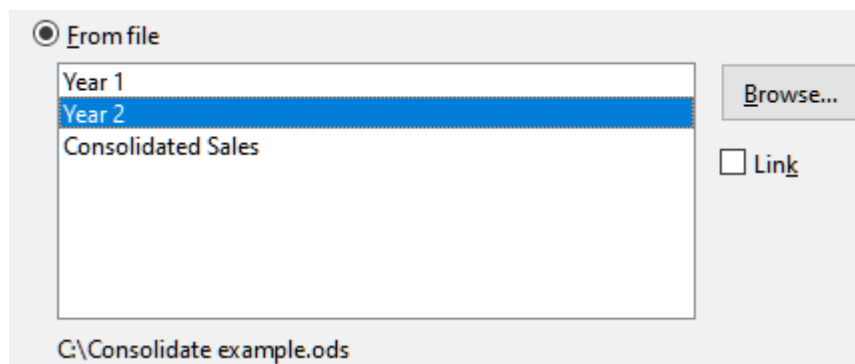 From file
Year 1
Year 2
Consolidated Sales
Browse...
Link
C:\Consolidate example.ods